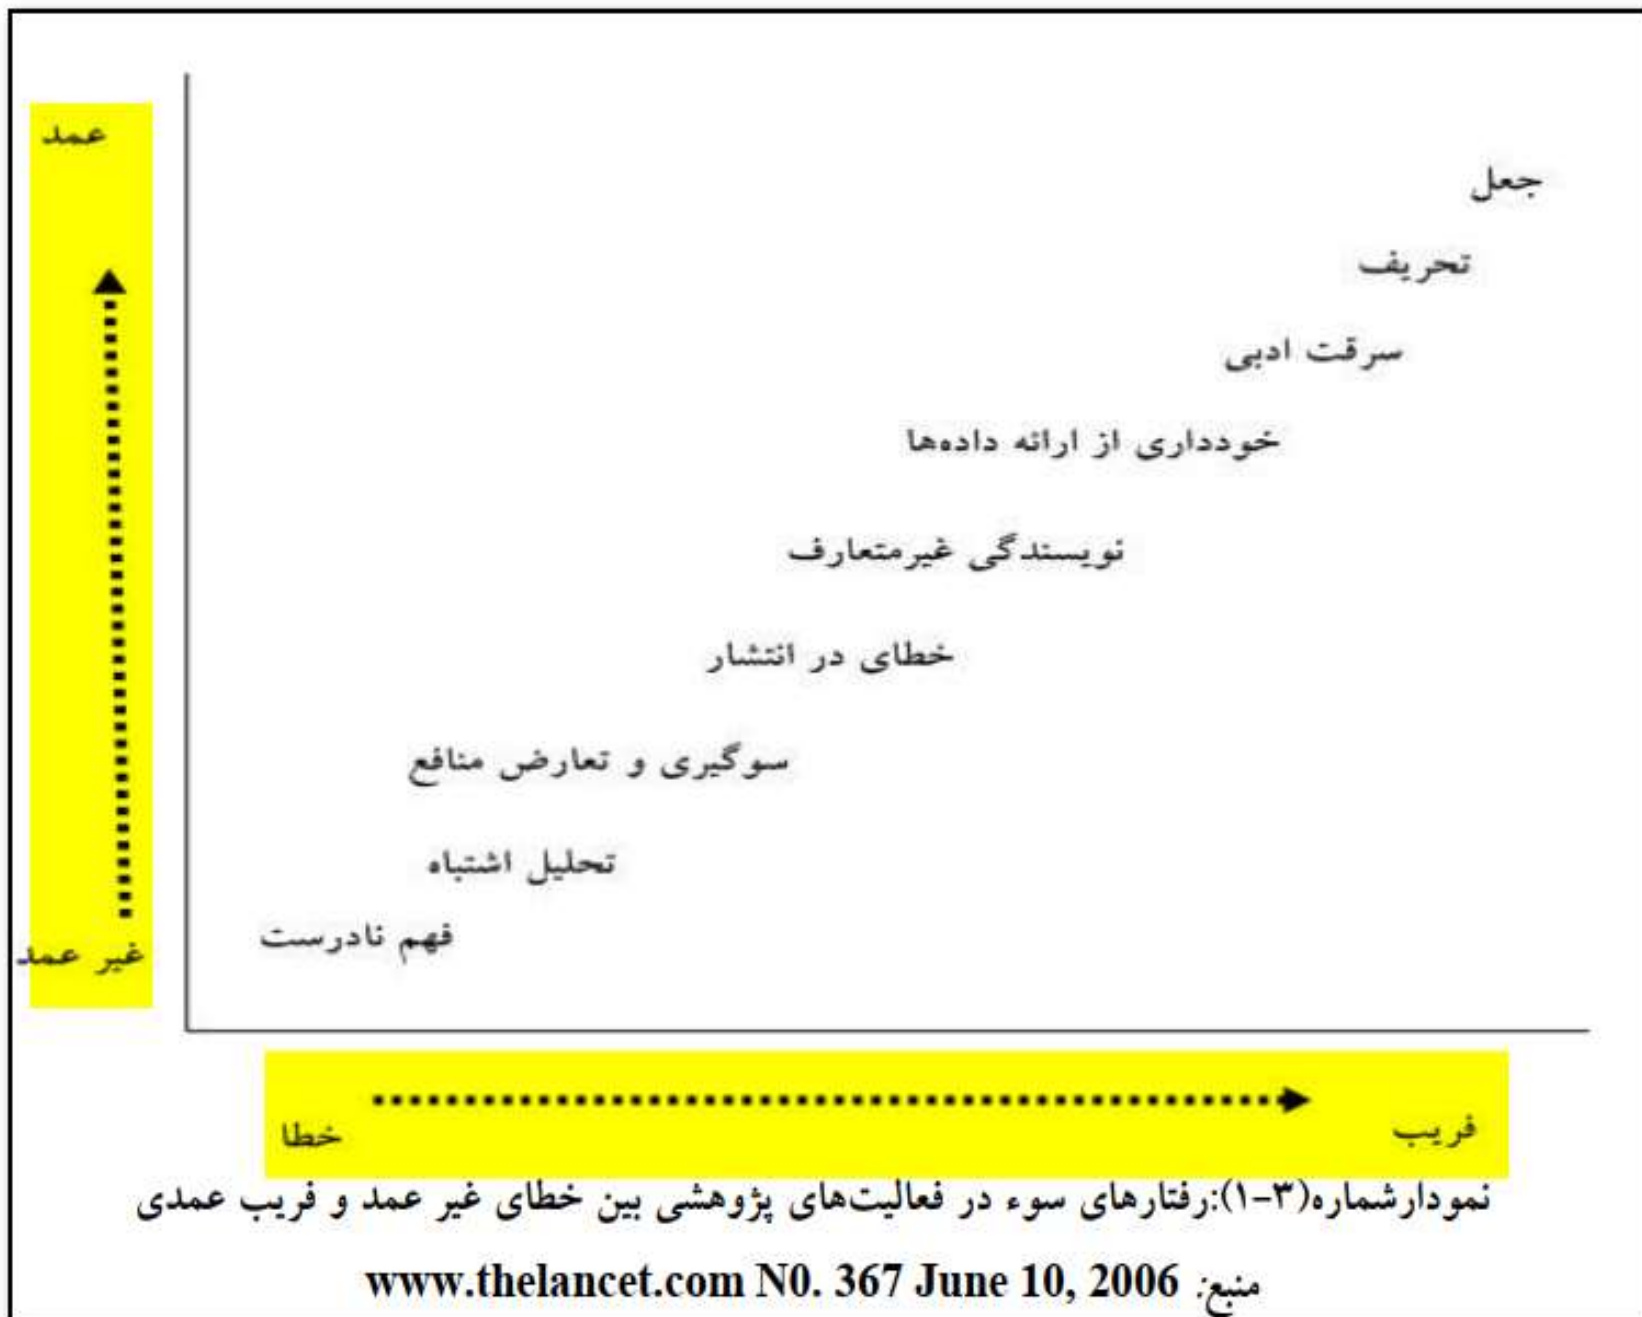 عمد
جعل
تحریف
سرقت ادبی
خودداری از ارائه داده‌ها
نویسندگی غیرمتعارف
خطای در انتشار
سوگیری و تعارض منافع
تحلیل اشتباه
فهم نادرست
غیر عمد
فریب
خطا
نمودارشماره(۳-۱):رفتارهای سوء در فعالیت‌های پژوهشی بین خطای غیر عمد و فریب عمدی
منبع: www.thelancet.com N0. 367 June 10, 2006